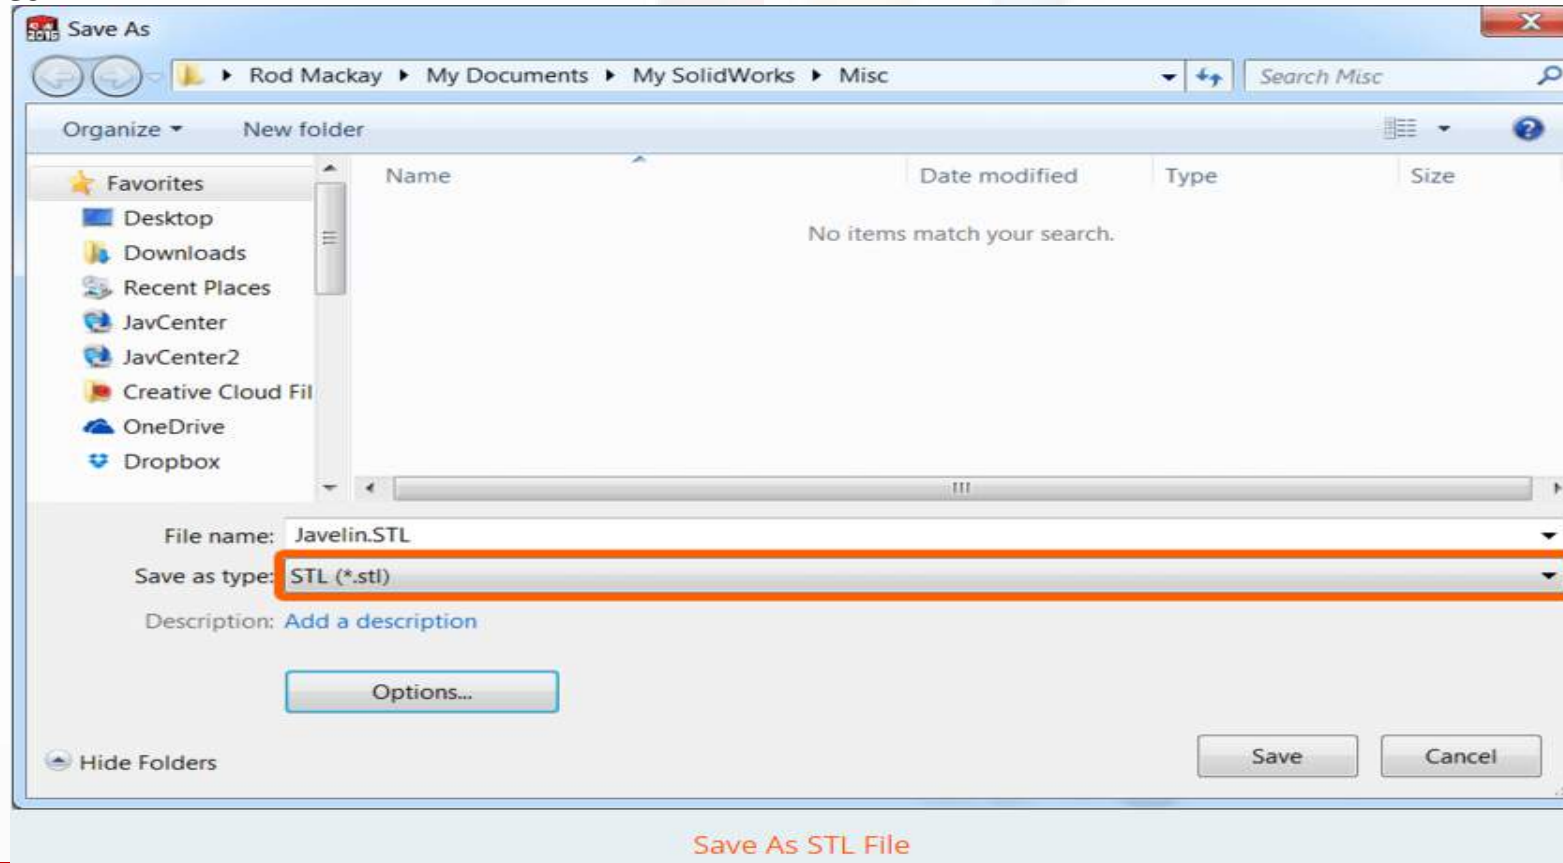 Save As
Rod Mackay My Documents My SolidWorks Misc Search Misc
Organize New folder
Name Date modified Type Size
Favorites
No items match your search.
Desktop
Downloads
Recent Places
JavCenter
JavCenter2
Creative Cloud Fil
OneDrive
Dropbox
File name: Javelin.STL
Save as type: STL (*.stl)
Description: Add a description
Options...
Hide Folders Save Cancel
Save As STL File